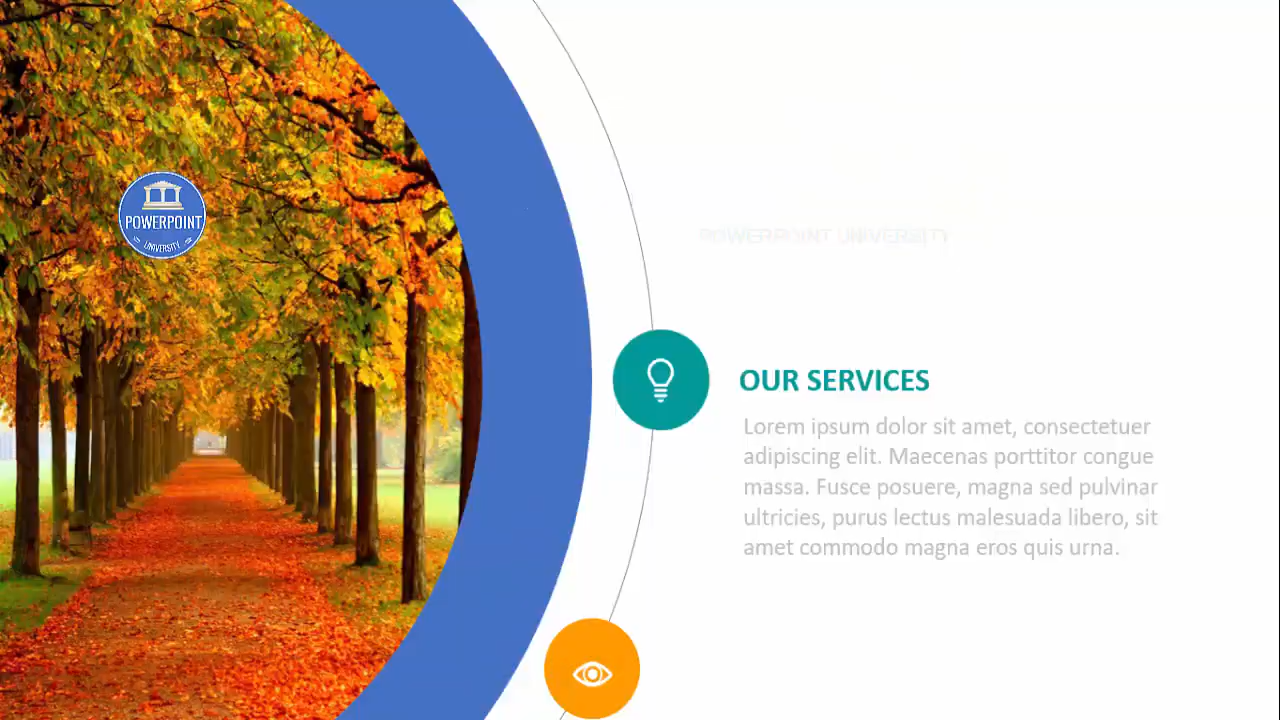 POWERPOINT
UNIVERSITY
POWERPOINT UNIVERSITY
OUR SERVICES
Lorem ipsum dolor sit amet, consectetuer
adipiscing elit. Maecenas porttitor congue
massa. Fusce posuere, magna sed pulvinar
ultricies, purus lectus malesuada libero, sit
amet commodo magna eros quis urna.